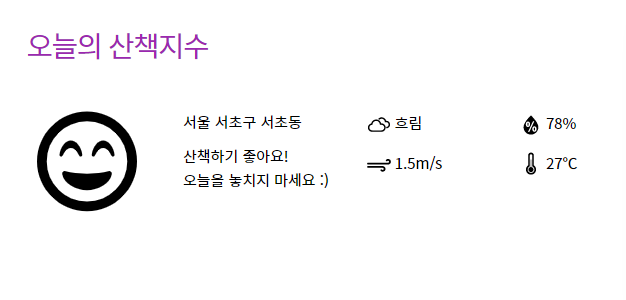 오늘의 산책지수
서울 서초구 서초동
흐림
78%
산책하기 좋아요!
오늘을 놓치지 마세요 :)
1.5m/s
27°C